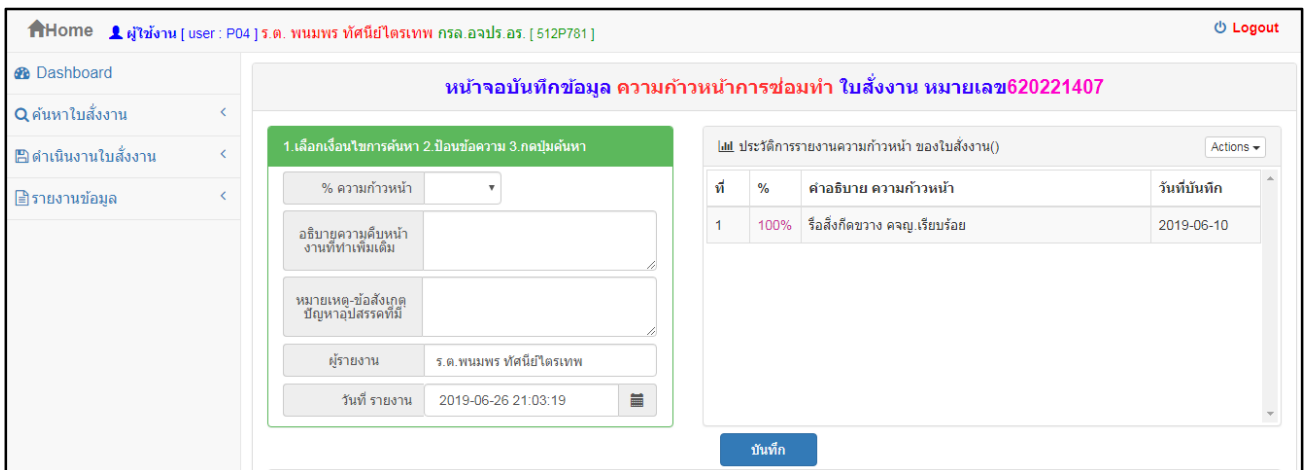 Home ผู้ใช้งาน [ user : P04 ] ร.ต. พนมพร ทัศนีย์ไตรเทพ กรล.อจปร.อร. [ 512P781 ]
Logout
Dashboard
ค้นหาใบสั่งงาน
ดำเนินงานใบสั่งงาน
รายงานข้อมูล
หน้าจอบันทึกข้อมูล ความก้าวหน้าการซ่อมทำ ใบสั่งงาน หมายเลข620221407
1.เลือกเงื่อนไขการค้นหา 2.ป้อนข้อความ 3.กดปุ่มค้นหา
% ความก้าวหน้า
อธิบายความคืบหน้า
งานที่ทำเพิ่มเติม
หมายเหตุ-ข้อสังเกตุ
ปัญหาอุปสรรคที่มี
ผู้รายงาน ร.ต.พนมพร ทัศนีย์ไตรเทพ
วันที่ รายงาน 2019-06-26 21:03:19
ประวัติการรายงานความก้าวหน้า ของใบสั่งงาน() Actions
ที่ % คำอธิบาย ความก้าวหน้า วันที่บันทึก
1 100% รื้อสิ่งกีดขวาง คจญ.เรียบร้อย 2019-06-10
บันทึก